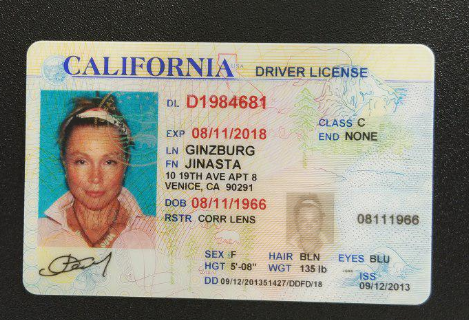 CALIFORNIA DRIVER LICENSE
DL D1984681
CLASS C
EXP 08/11/2018 END NONE
LN GINZBURG
FN JINASTA
10 19TH AVE APT 8
VENICE, CA 90291
DOB 08/11/1966
RSTR CORR LENS 08111966
SEX F HAIR BLN EYES BLU
HGT 5'-08" WGT 135 lb ISS
DD 09/12/201351427/DDFD/18 09/12/2013